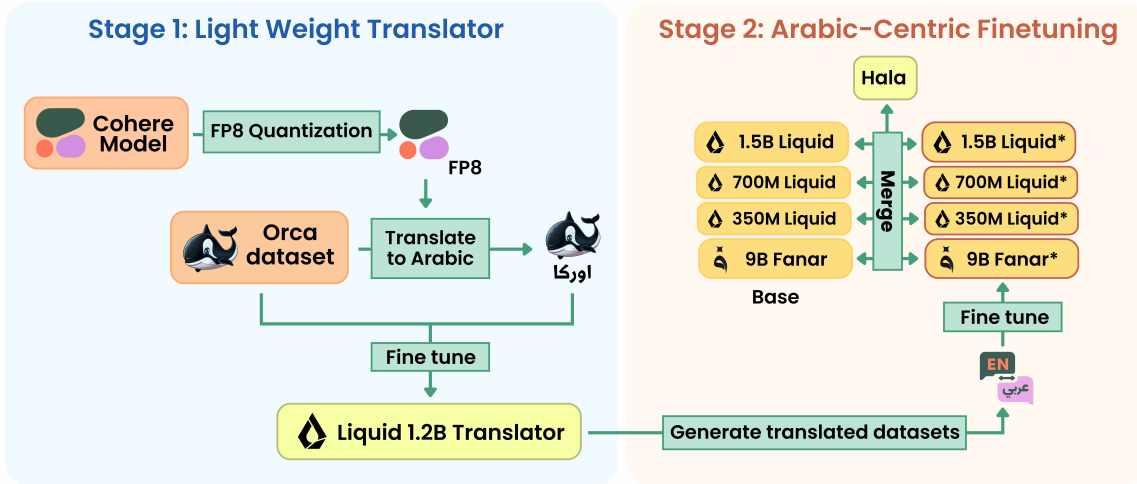 Stage 1: Light Weight Translator
Cohere
Model
FP8 Quantization
FP8
Orca
dataset
Translate
to Arabic
اوركا
Fine tune
Liquid 1.2B Translator
Stage 2: Arabic-Centric Finetuning
Hala
1.5B Liquid
700M Liquid
350M Liquid
9B Fanar
Base
Merge
1.5B Liquid*
700M Liquid*
350M Liquid*
9B Fanar*
Fine tune
EN
عربي
Generate translated datasets